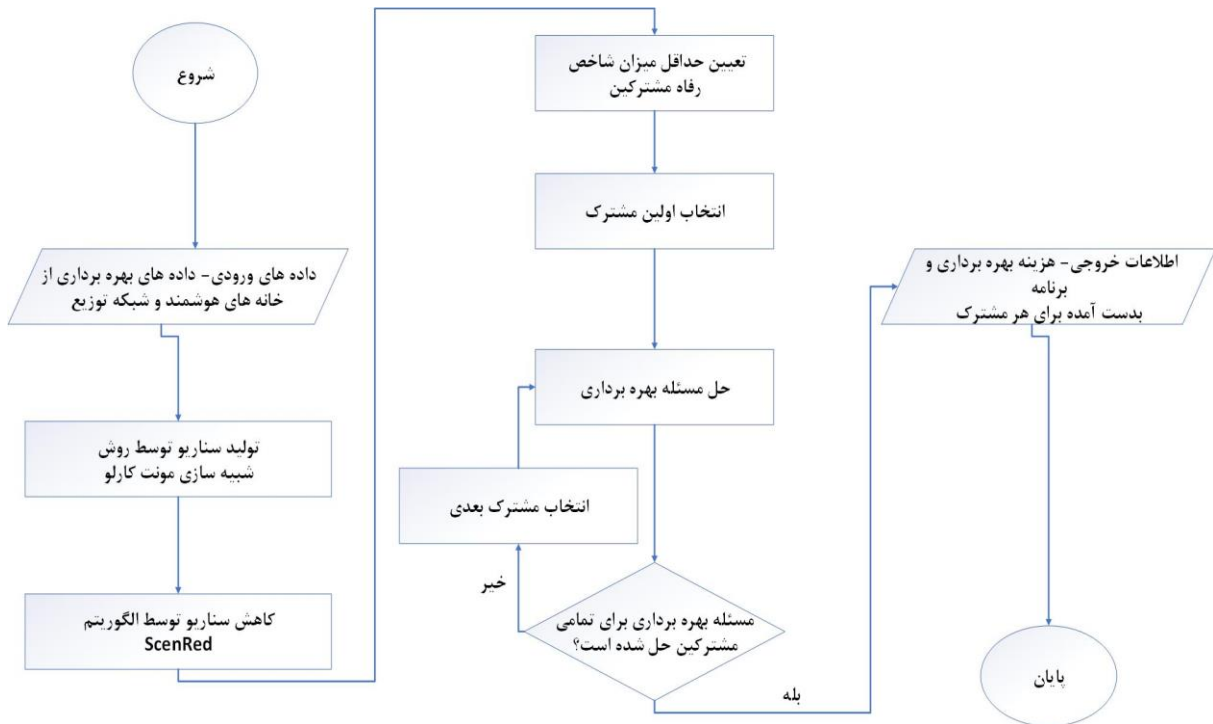 شروع
داده های ورودی- داده های بهره برداری از
خانه های هوشمند و شبکه توزیع
تولید سناریو توسط روش
شبیه سازی مونت کارلو
کاهش سناریو توسط الگوریتم
ScenRed
تعیین حداقل میزان شاخص
رفاه مشترکین
انتخاب اولین مشترک
حل مسئله بهره برداری
انتخاب مشترک بعدی
خیر
مسئله بهره برداری برای تمامی
مشترکین حل شده است؟
بله
اطلاعات خروجی- هزینه بهره برداری و
برنامه
بدست آمده برای هر مشترک
پایان